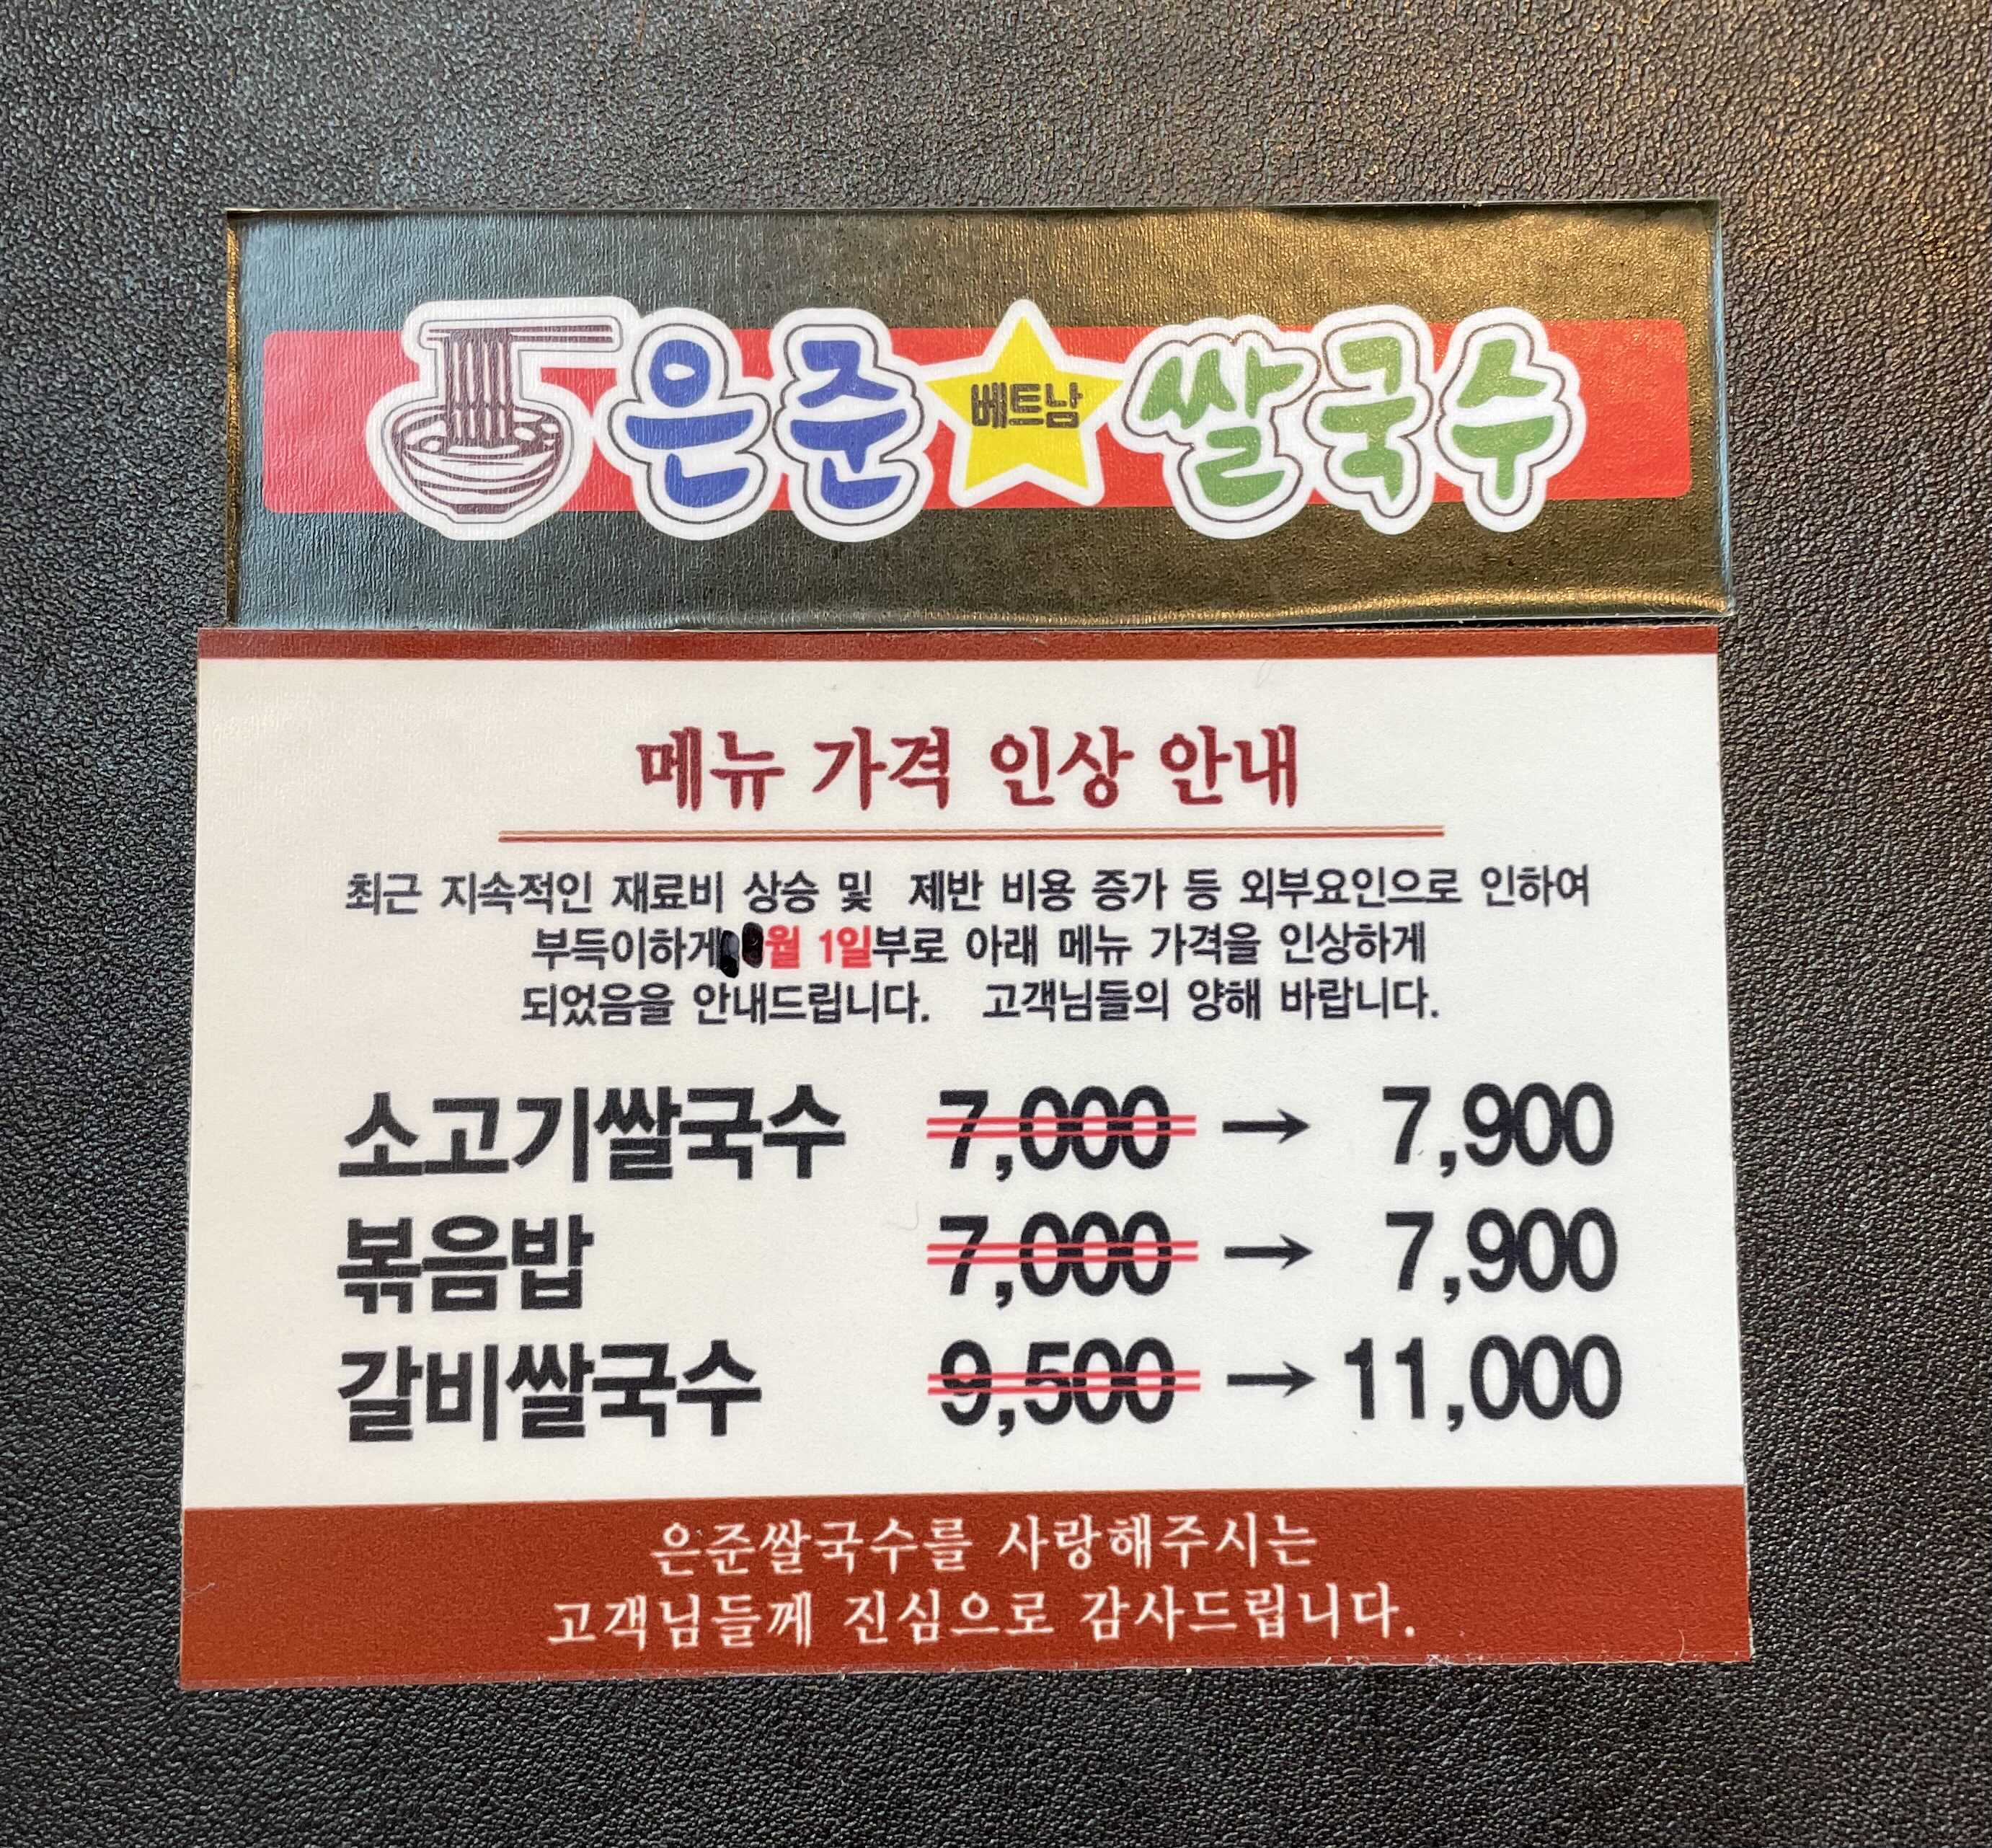 은준 베트남 쌀국수
메뉴 가격 인상 안내
최근 지속적인 재료비 상승 및 제반 비용 증가 등 외부요인으로 인하여
부득이하게 월 1일부로 아래 메뉴 가격을 인상하게
되었음을 안내드립니다. 고객님들의 양해 바랍니다.
소고기쌀국수 7,000 → 7,900
볶음밥 7,000 → 7,900
갈비쌀국수 9,500 → 11,000
은준쌀국수를 사랑해주시는
고객님들께 진심으로 감사드립니다.